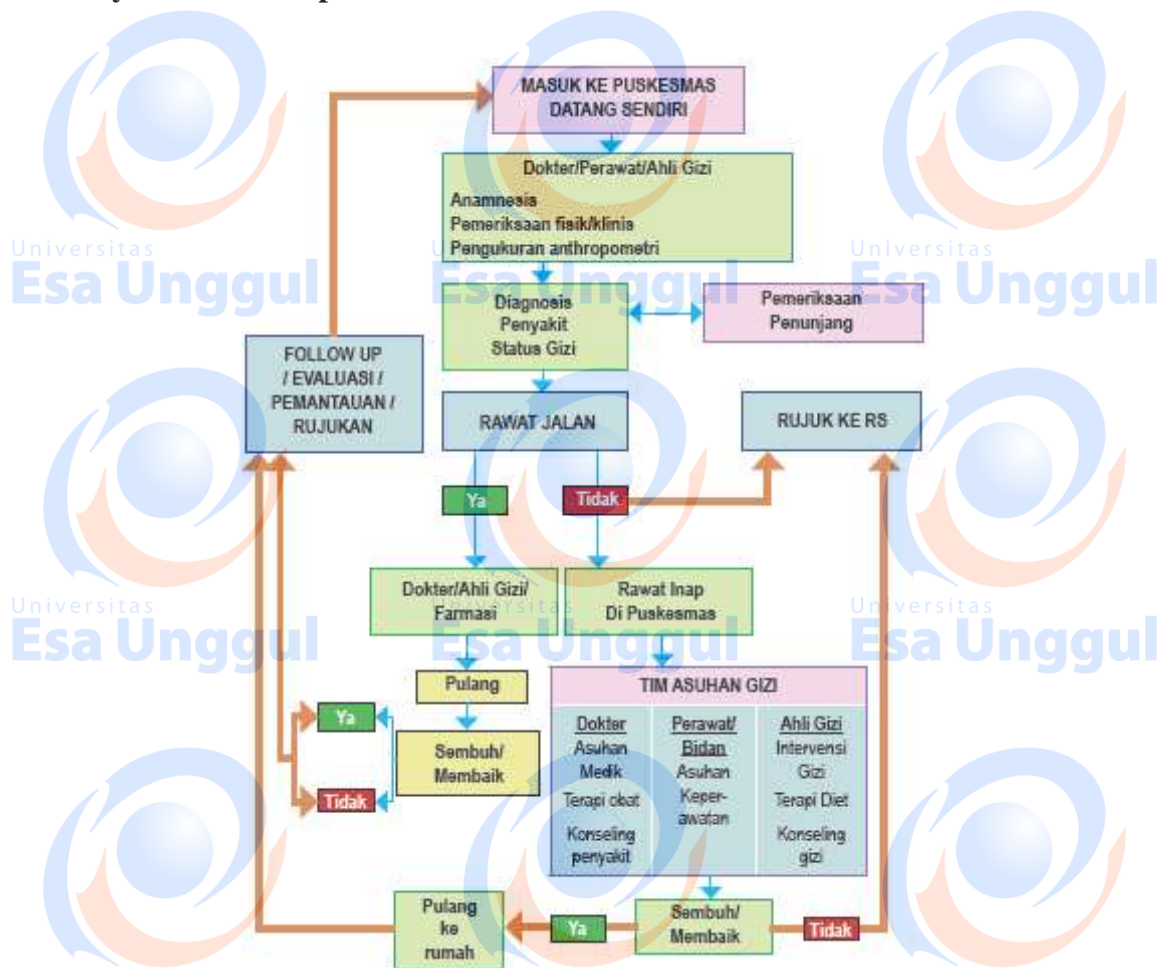 MASUK KE PUSKESMAS
DATANG SENDIRI
Dokter/Perawat/Ahli Gizi
Anamnesis
Pemeriksaan fisik/klinis
Pengukuran anthropometri
Universitas
Esa Unggul
Universitas
Esa Unggul
Universitas
Esa Unggul
Diagnosis
Penyakit
Status Gizi
Pemeriksaan
Penunjang
FOLLOW UP
/ EVALUASI /
PEMANTAUAN /
RUJUKAN
RAWAT JALAN
RUJUK KE RS
Ya
Tidak
Dokter/Ahli Gizi/
Farmasi
Rawat Inap
Di Puskesmas
Universitas
Esa Unggul
Universitas
Esa Unggul
Universitas
Esa Unggul
Pulang
Sembuh/
Membaik
Ya
Tidak
TIM ASUHAN GIZI
Dokter
Asuhan
Medik
Terapi obat
Konseling
penyakit
Perawat/
Bidan
Asuhan
Keper-
awatan
Ahli Gizi
Intervensi
Gizi
Terapi Diet
Konseling
gizi
Pulang
ke
rumah
Ya
Sembuh/
Membaik
Tidak